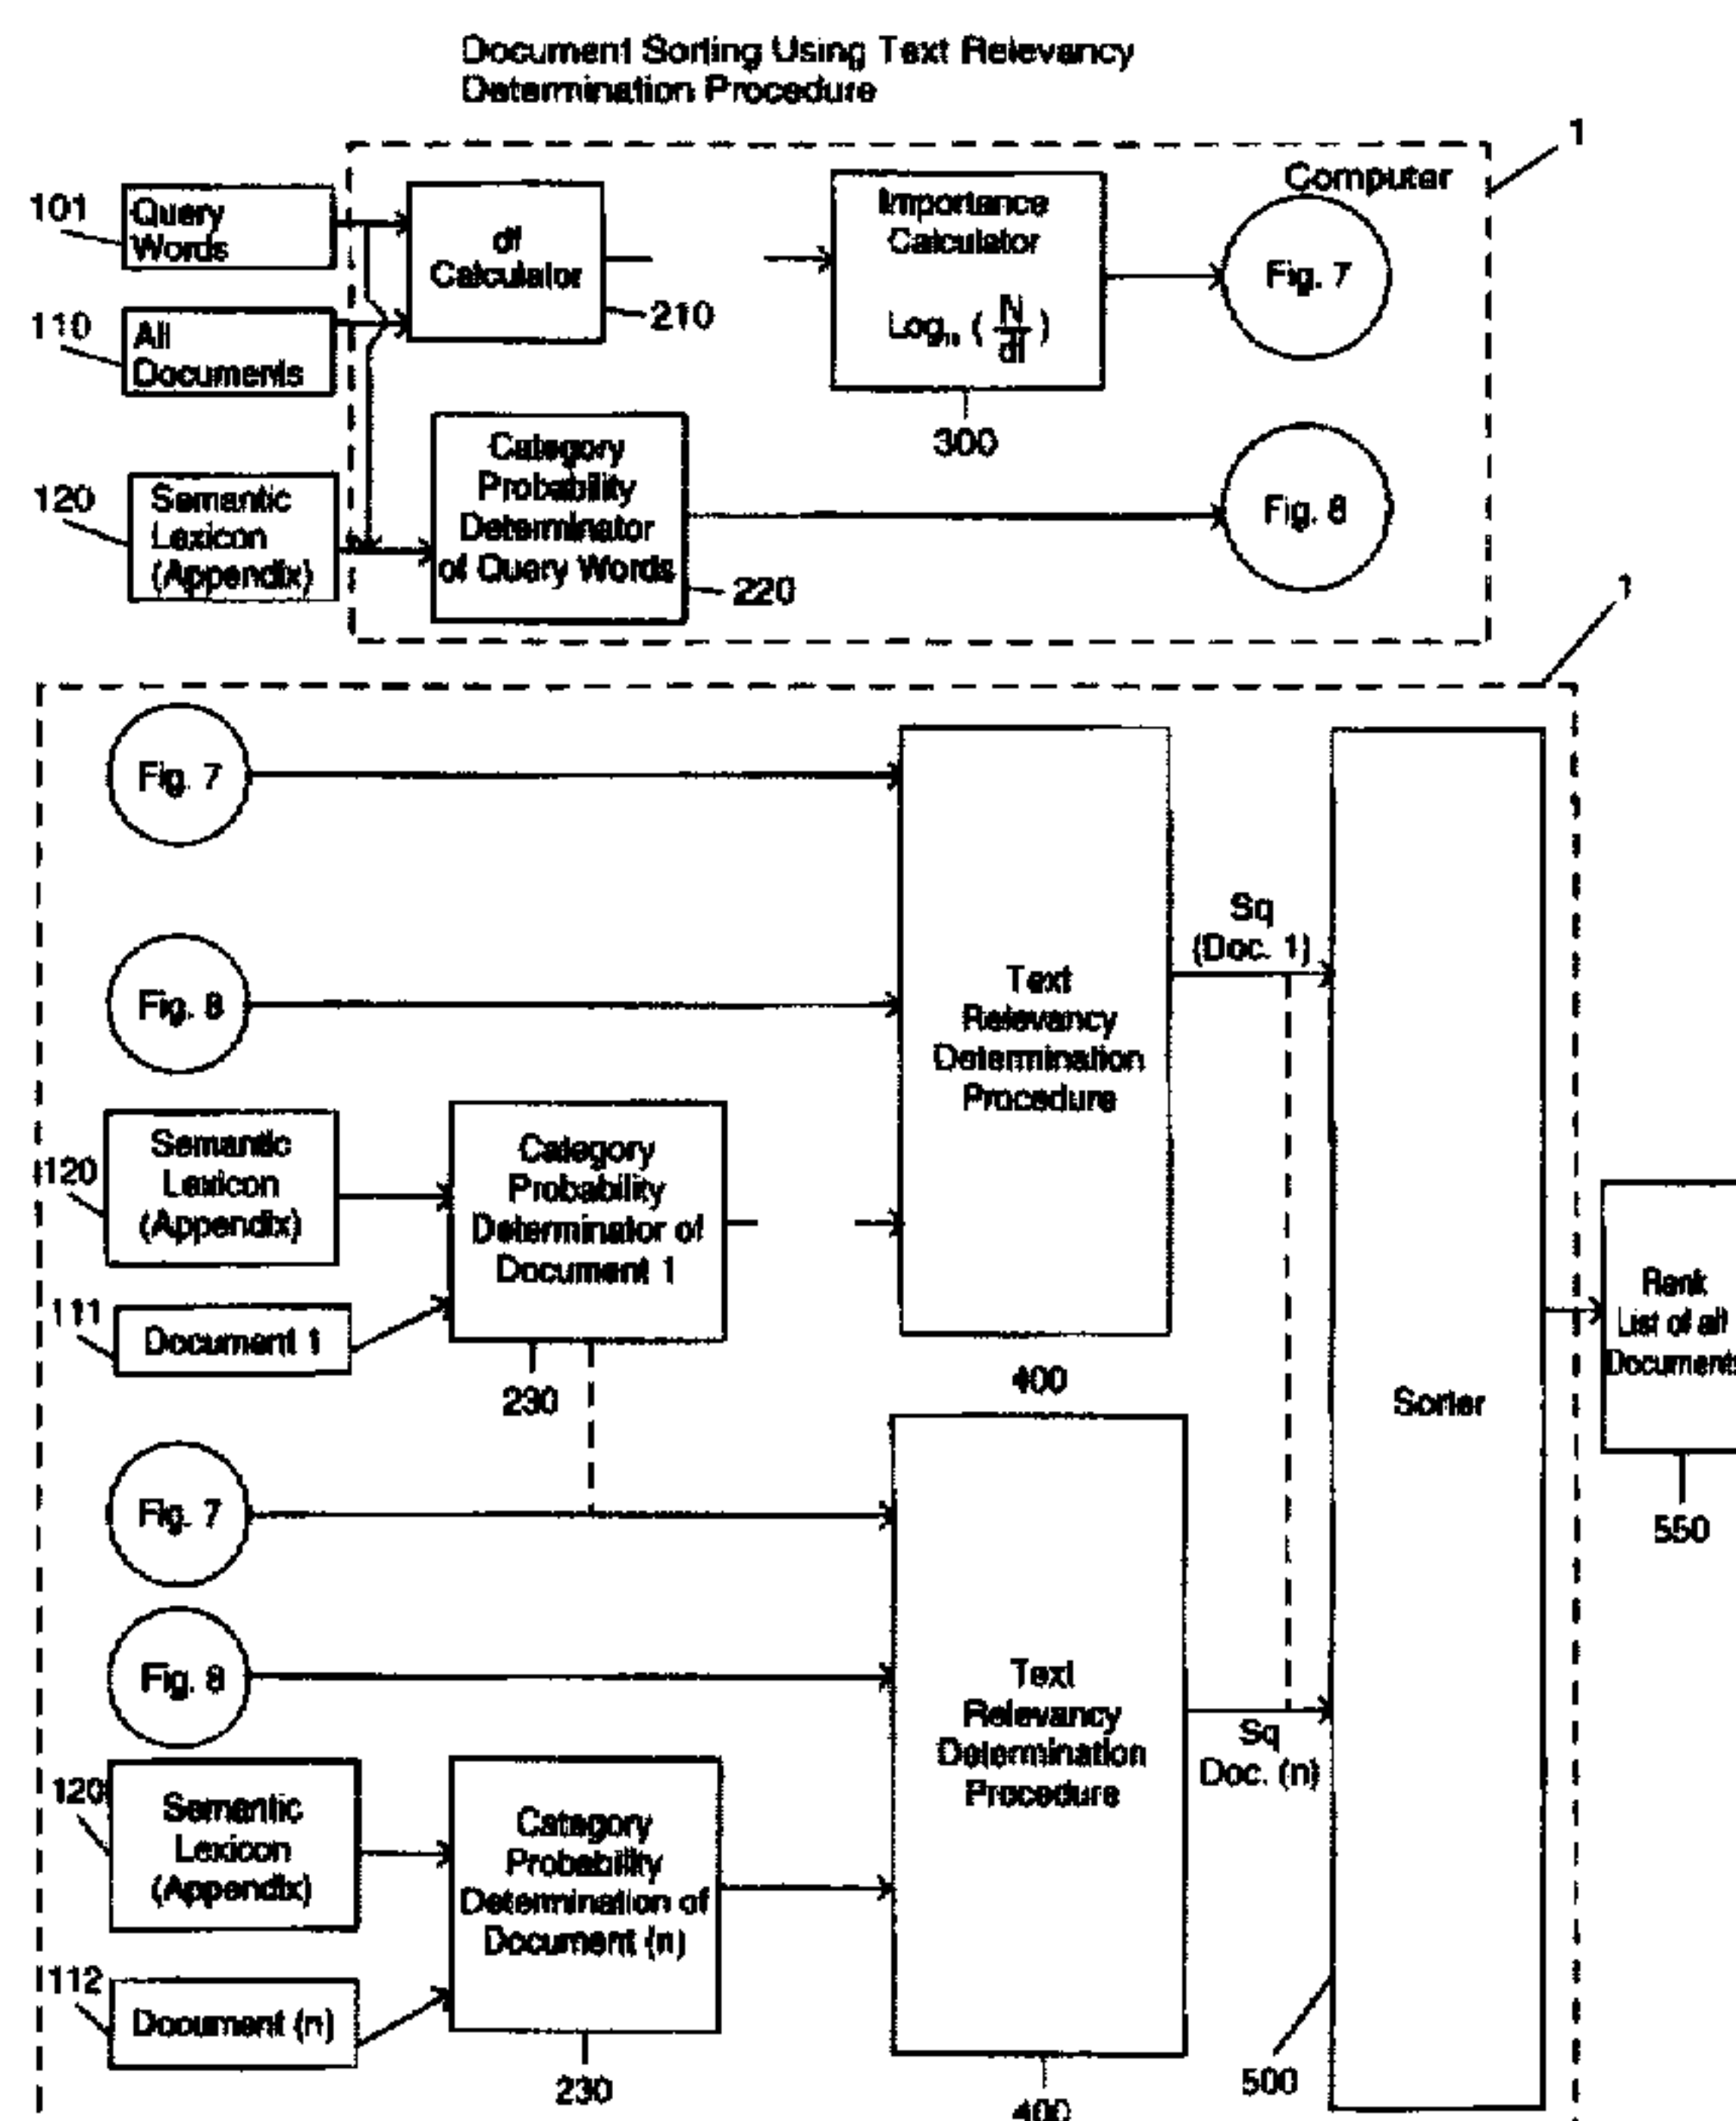 Document Sorting Using Text Relevancy
Determination Procedure
1
Computer
101
Query
Words
df
Calculator
210
Importance
Calculator
Log ( N
df )
300
Fig. 7
110
All
Documents
120
Semantic
Lexicon
(Appendix)
Category
Probability
Determinator
of Query Words
220
Fig. 8
1
Fig. 7
Fig. 8
Text
Relevancy
Determination
Procedure
Sq
(Doc. 1)
120
Semantic
Lexicon
(Appendix)
Category
Probability
Determinator of
Document 1
111
Document 1
230
400
Sorter
Rank
List of all
Documents
550
Fig. 7
Fig. 8
Text
Relevancy
Determination
Procedure
Sq
Doc. (n)
120
Semantic
Lexicon
(Appendix)
Category
Probability
Determination of
Document (n)
112
Document (n)
230
400
500